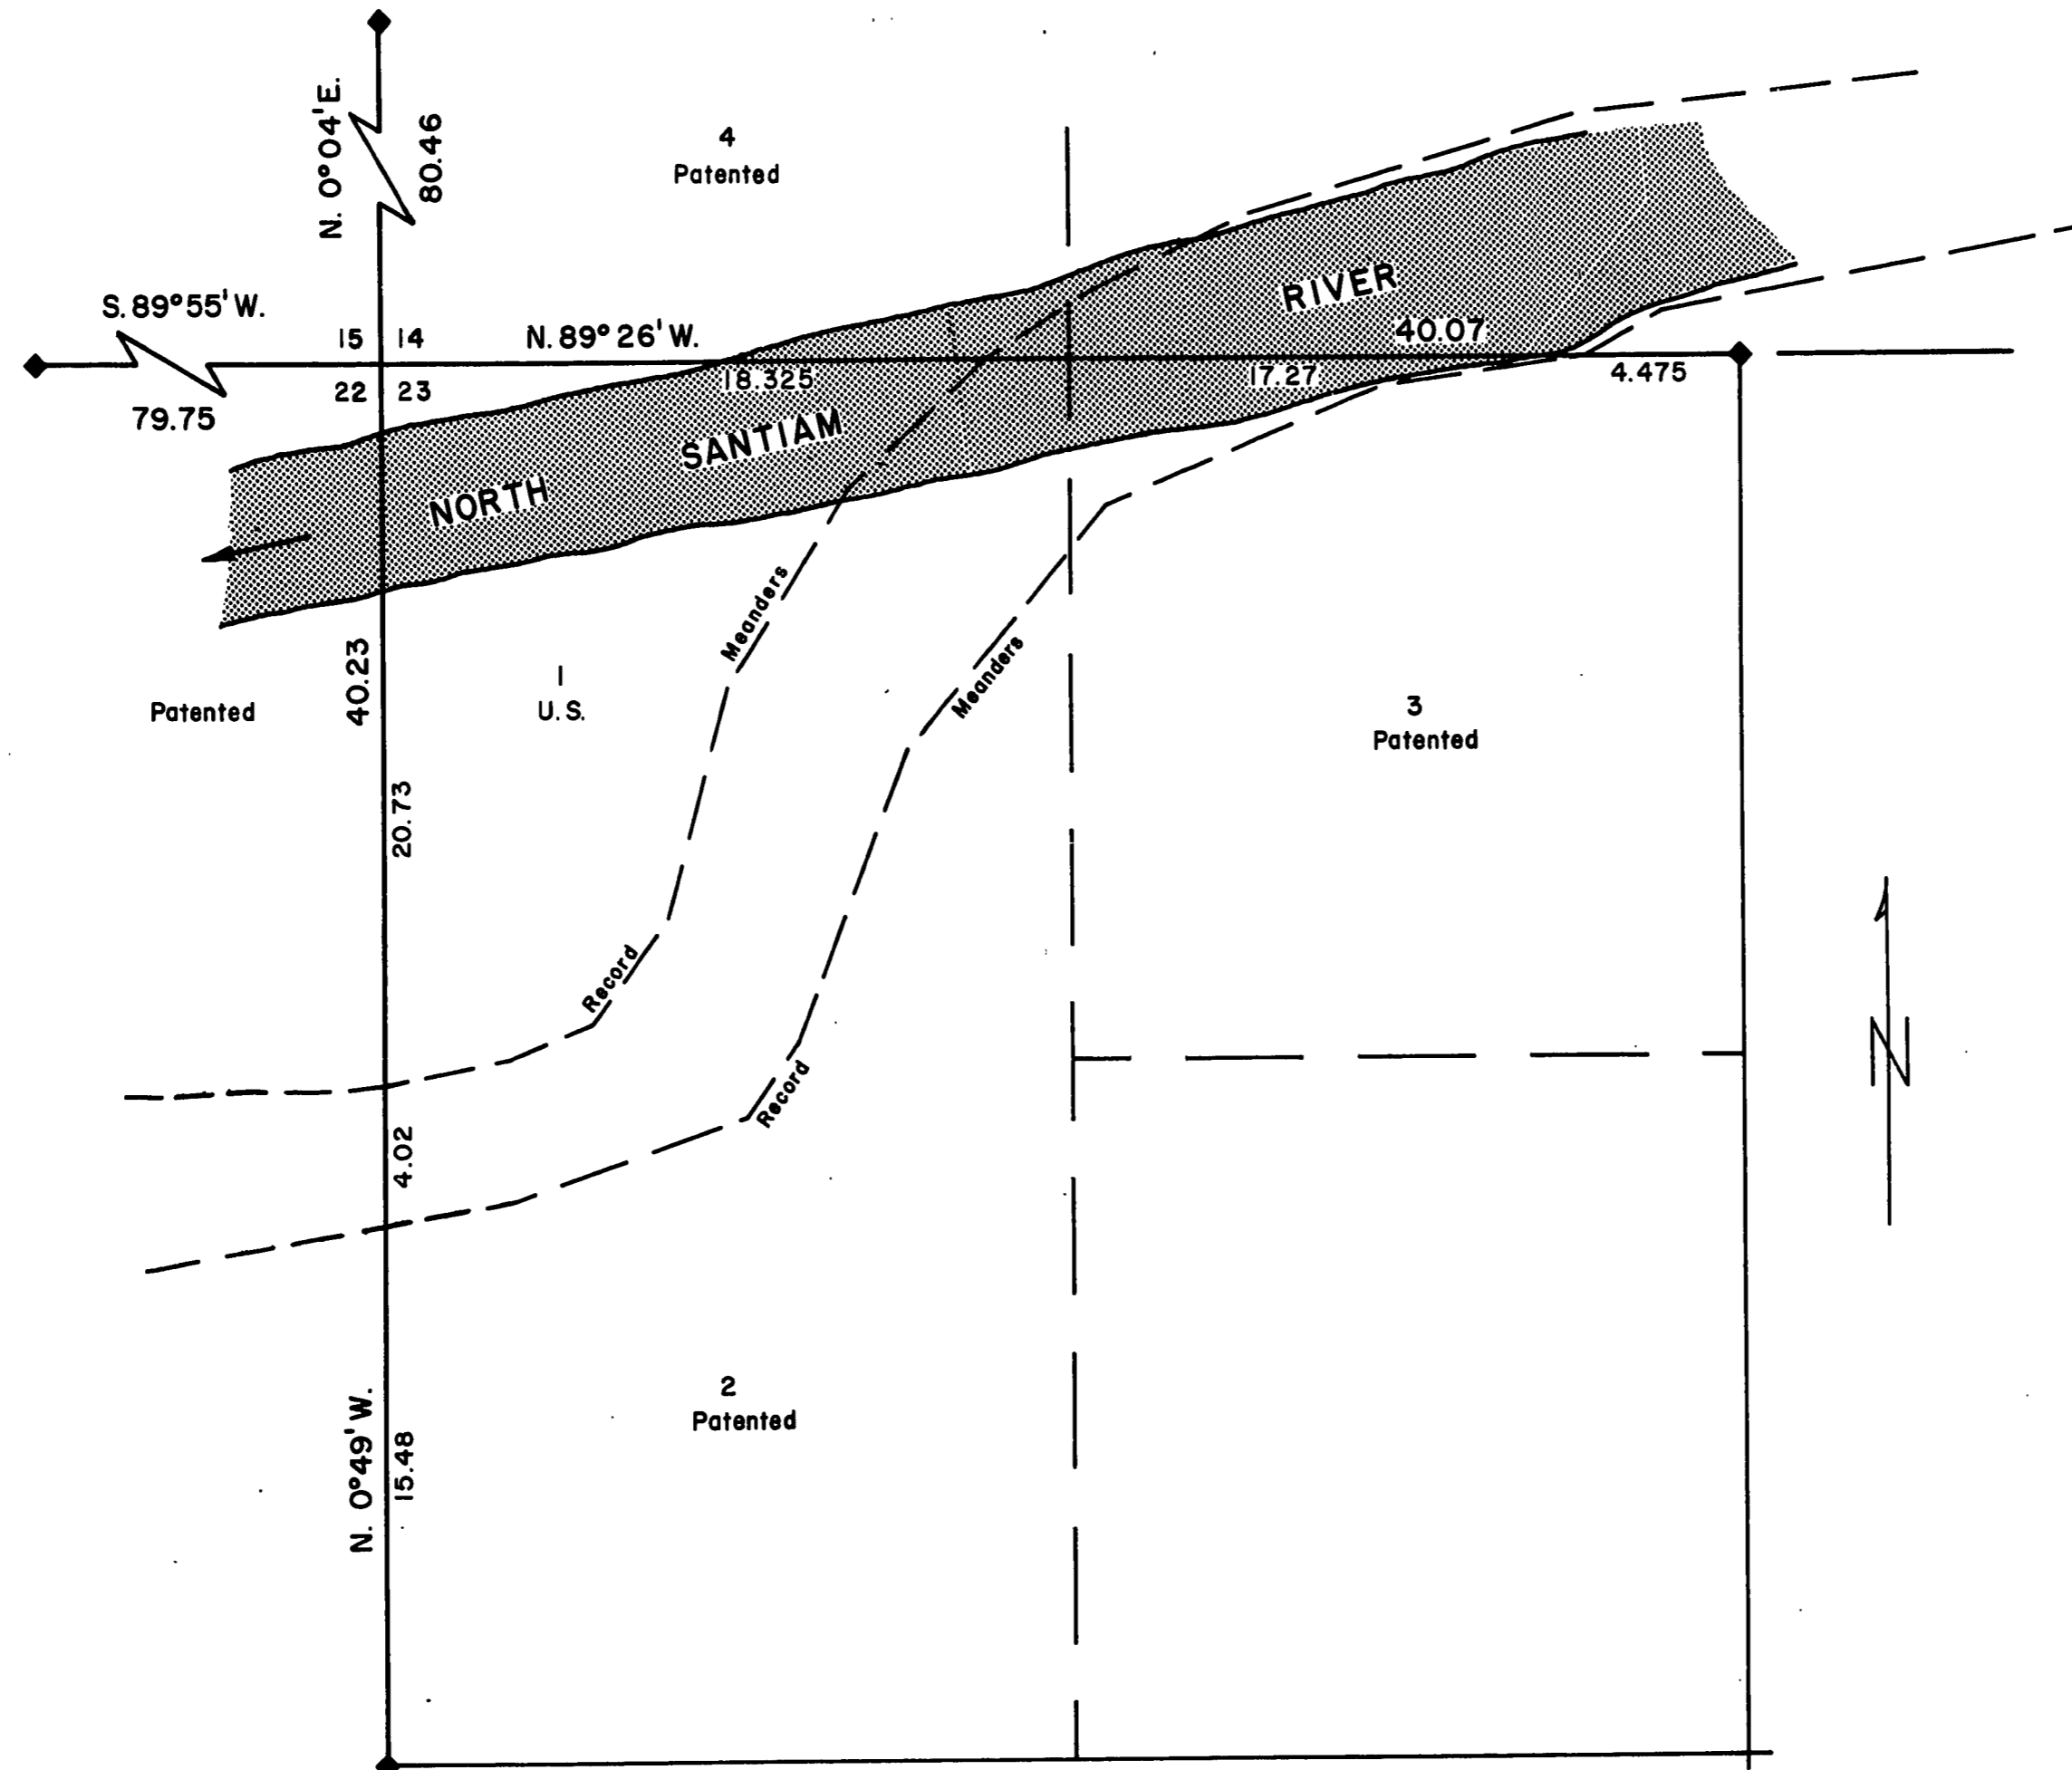 N. 0°04'E.
80.46
4
Patented
S. 89°55'W.
79.75
15 14
22 23
N. 89°26'W.
40.07
18.325
17.27
4.475
NORTH SANTIAM RIVER
Patented
40.23
1
U.S.
Meanders
Meanders
3
Patented
20.73
Record
Record
4.02
N
2
Patented
N. 0°49'W.
15.48